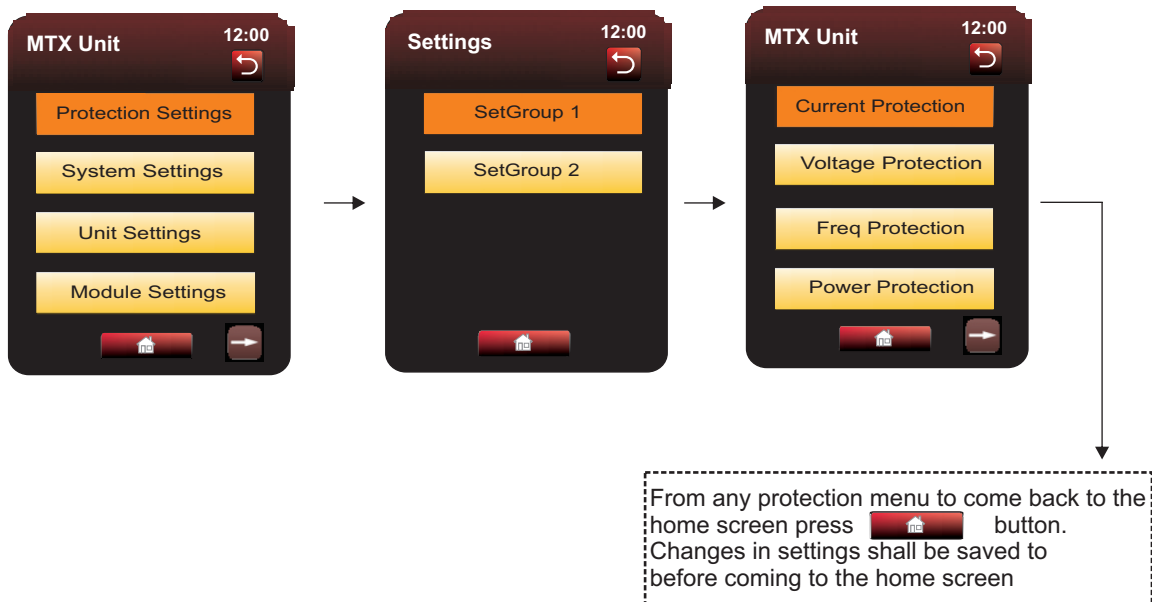 MTX Unit
12:00
Protection Settings
System Settings
Unit Settings
Module Settings
Settings
12:00
SetGroup 1
SetGroup 2
MTX Unit
12:00
Current Protection
Voltage Protection
Freq Protection
Power Protection
From any protection menu to come back to the
home screen press button.
Changes in settings shall be saved to
before coming to the home screen